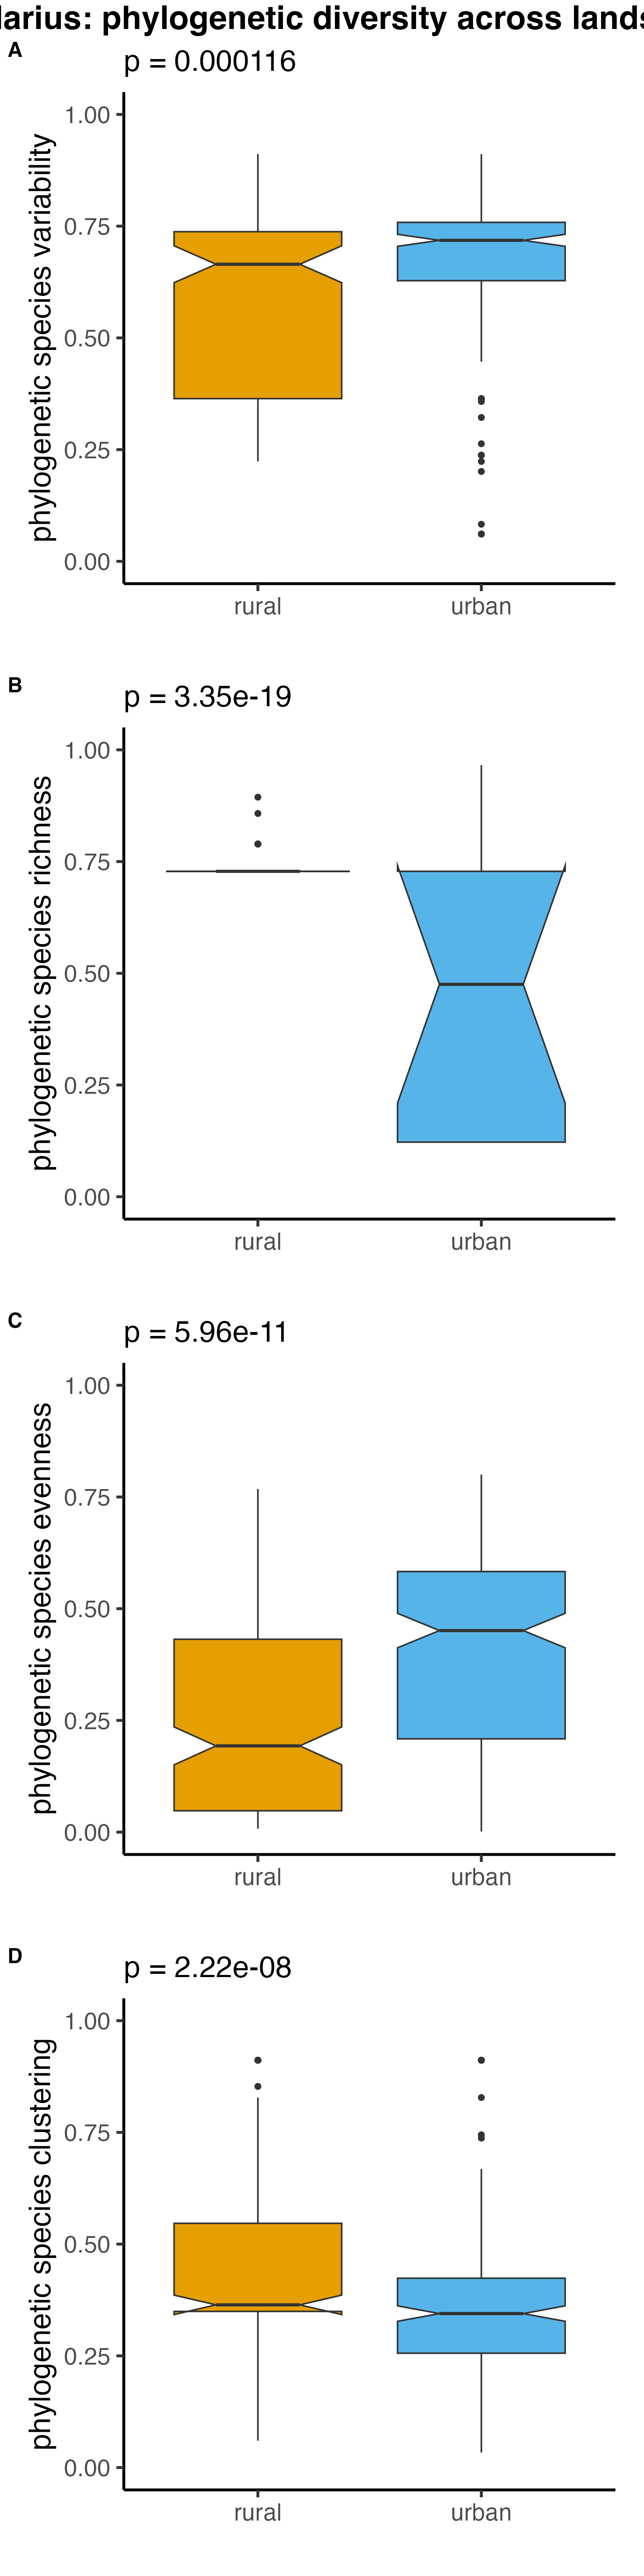 larius: phylogenetic diversity across lands
A
p = 0.000116
phylogenetic species variability
1.00
0.75
0.50
0.25
0.00
rural urban
B
p = 3.35e-19
phylogenetic species richness
1.00
0.75
0.50
0.25
0.00
rural urban
C
p = 5.96e-11
phylogenetic species evenness
1.00
0.75
0.50
0.25
0.00
rural urban
D
p = 2.22e-08
phylogenetic species clustering
1.00
0.75
0.50
0.25
0.00
rural urban